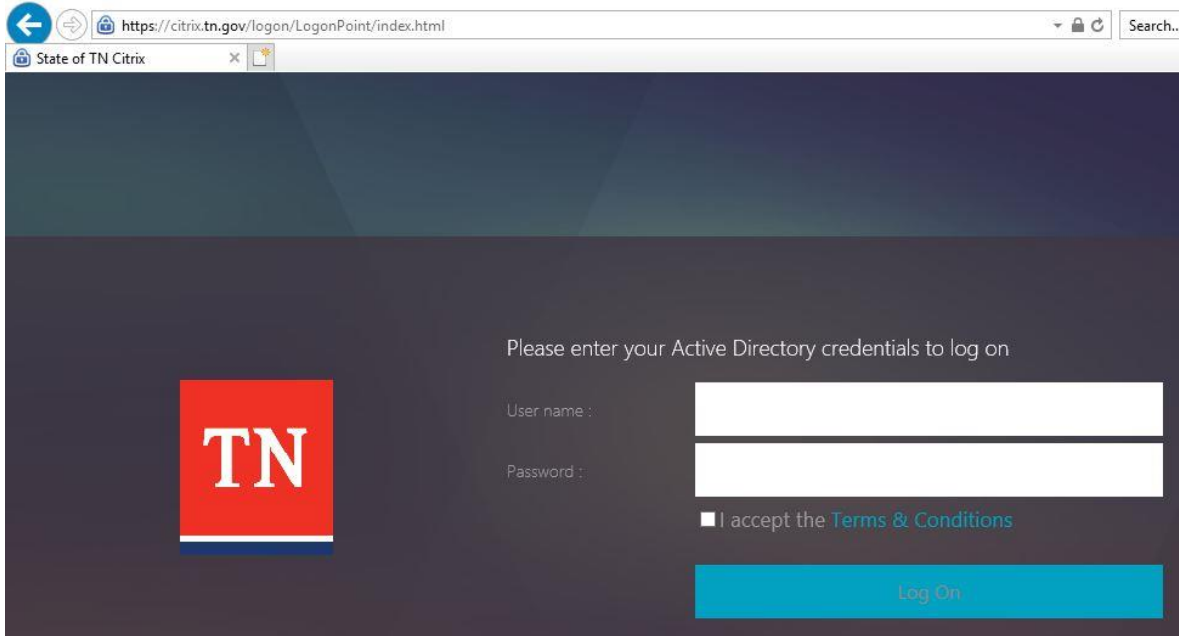 https://citrix.tn.gov/logon/LogonPoint/index.html
Search...
State of TN Citrix
Please enter your Active Directory credentials to log on
User name :
TN
Password :
I accept the Terms & Conditions
Log On